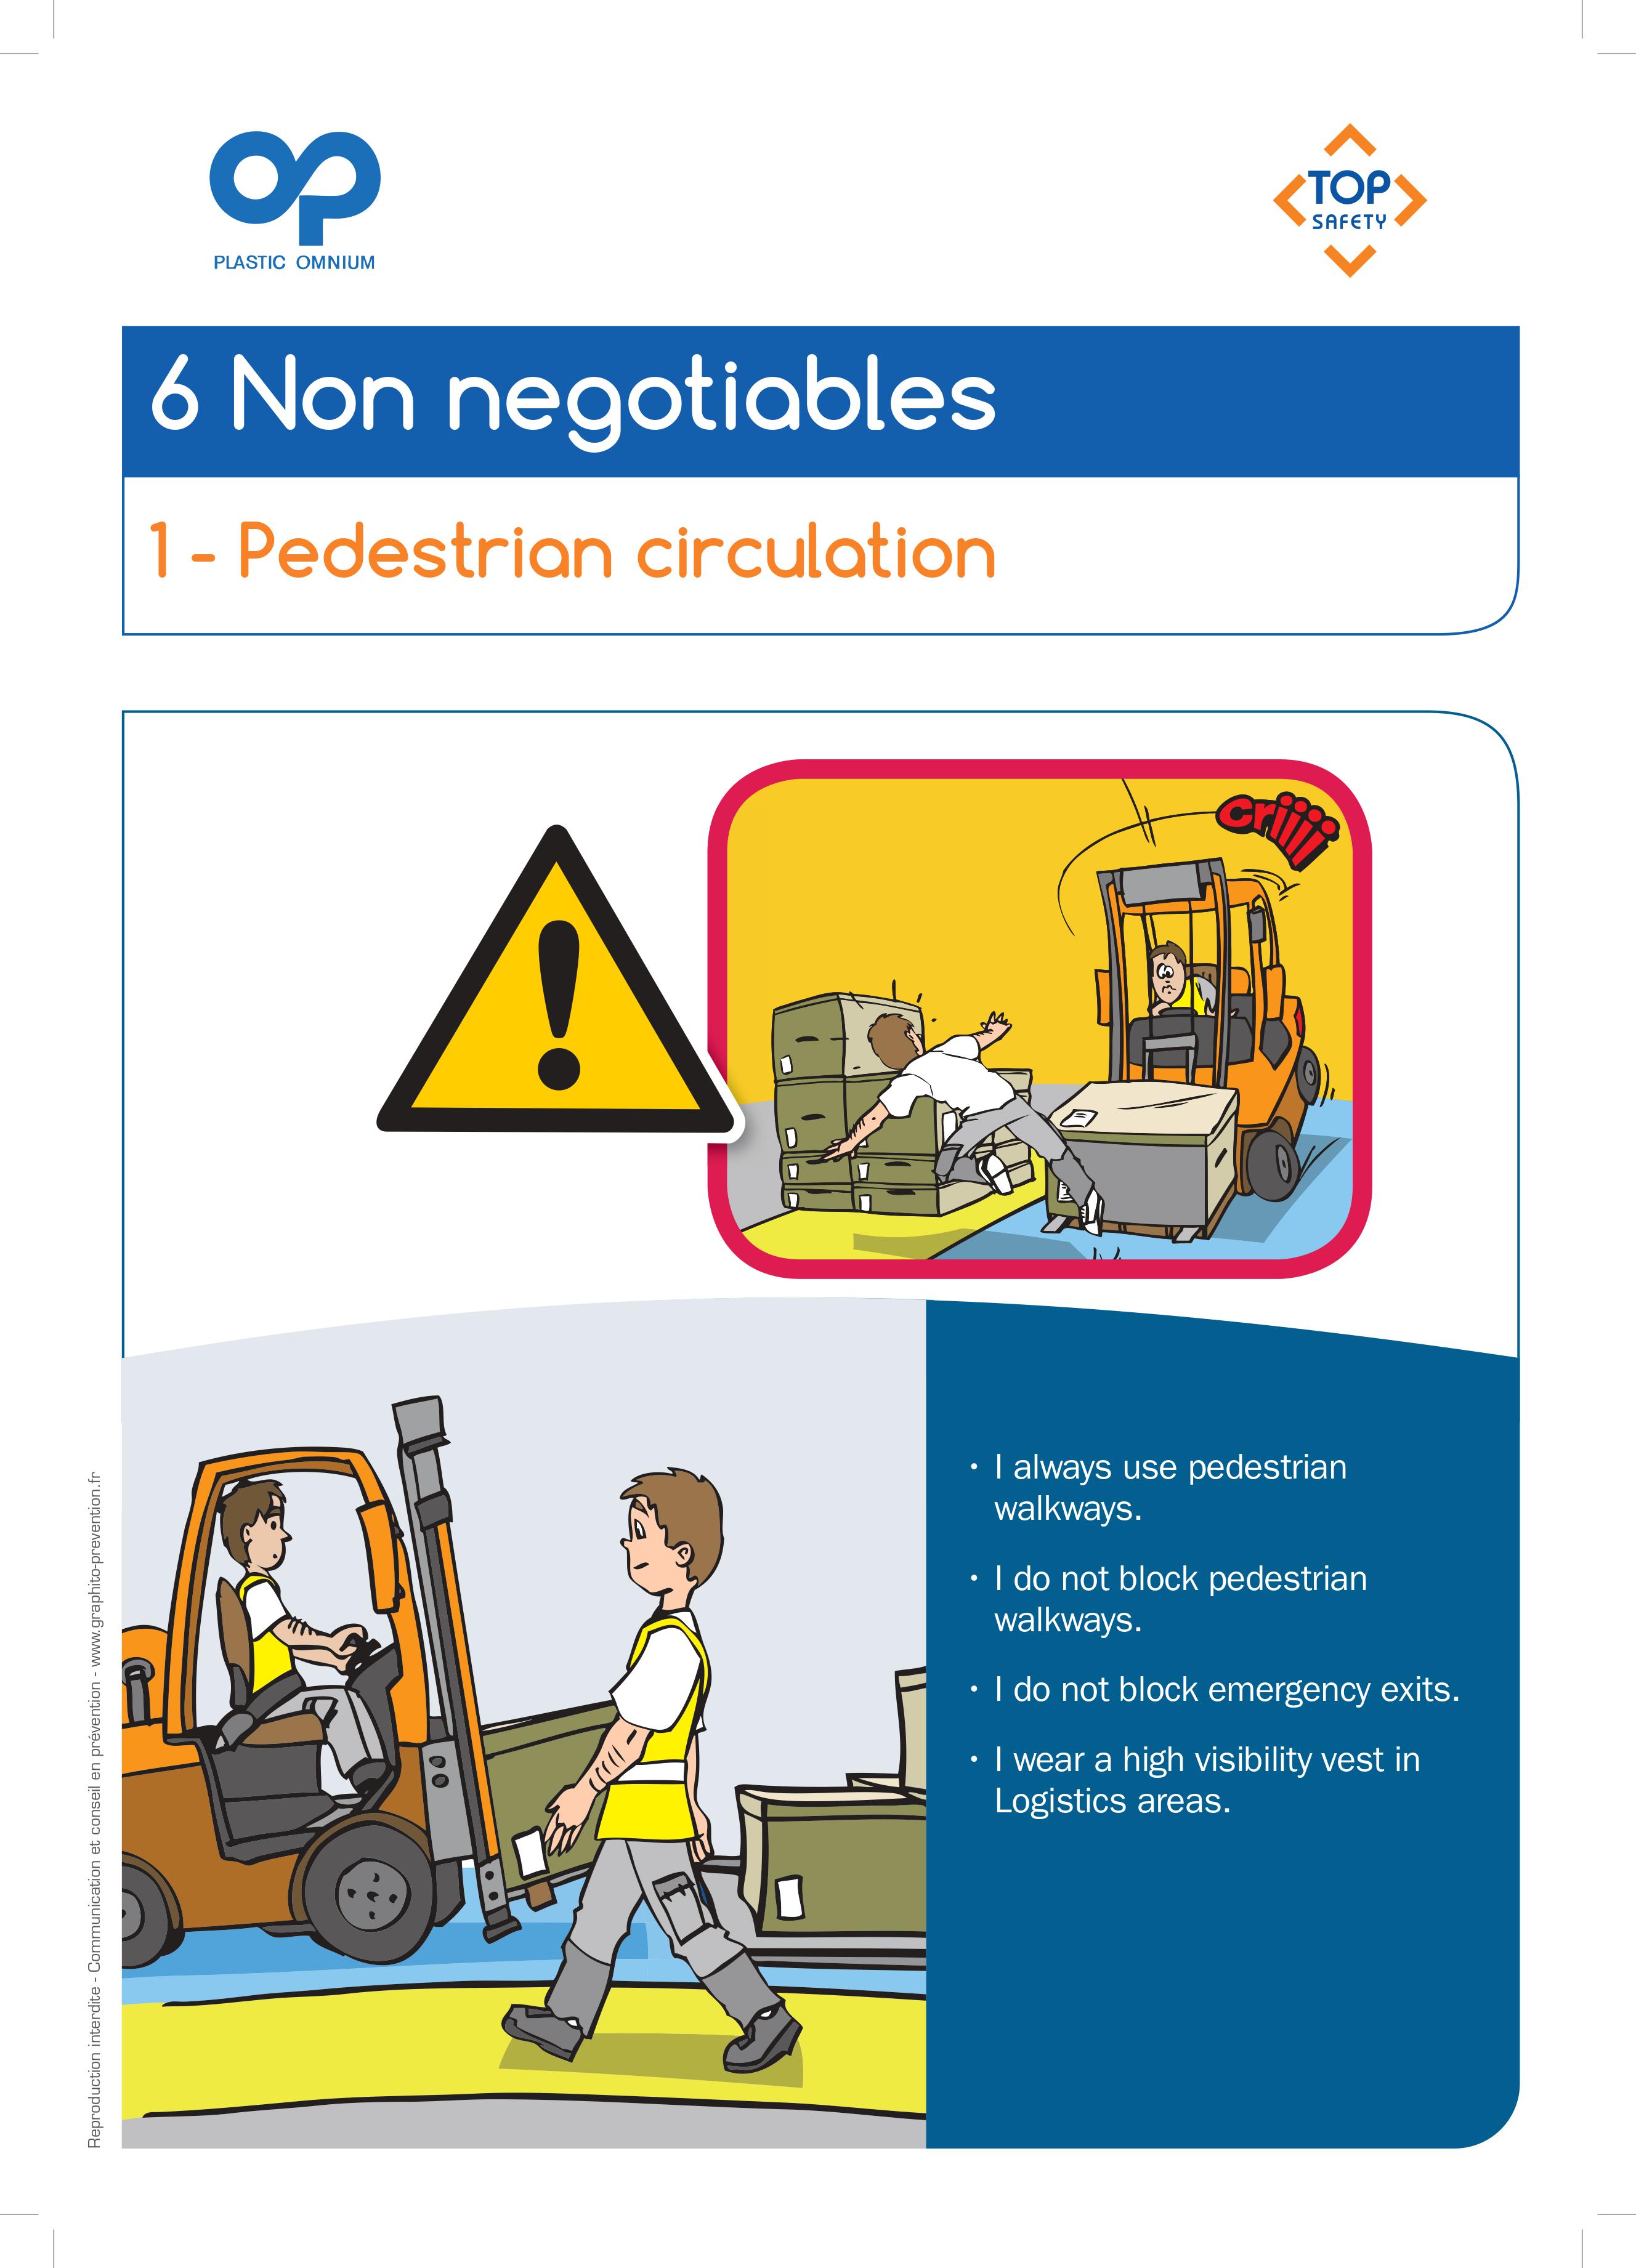 PLASTIC OMNIUM
TOP
SAFETY
6 Non negotiables
1 - Pedestrian circulation
criiii
• I always use pedestrian
walkways.
• I do not block pedestrian
walkways.
• I do not block emergency exits.
• I wear a high visibility vest in
Logistics areas.
Reproduction interdite - Communication et conseil en prévention - www.graphito-prevention.fr